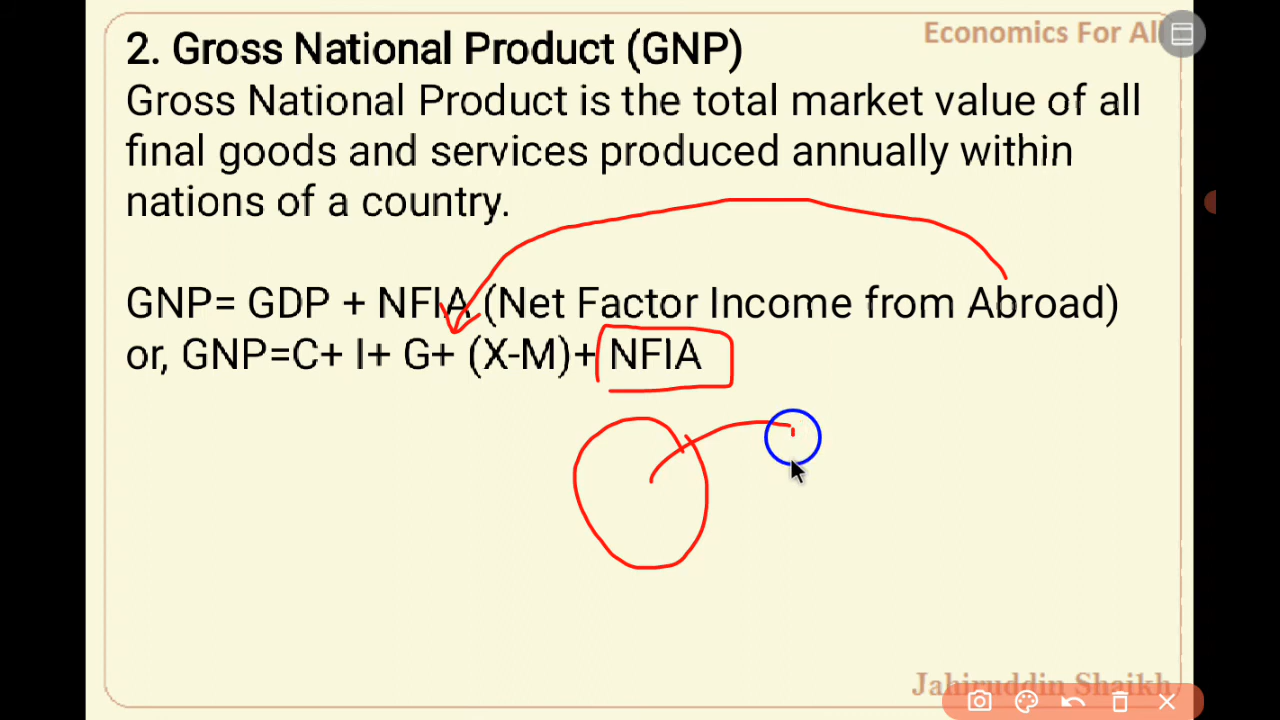 Economics For All
2. Gross National Product (GNP)
Gross National Product is the total market value of all
final goods and services produced annually within
nations of a country.
GNP= GDP + NFIA (Net Factor Income from Abroad)
or, GNP=C+ I+ G+ (X-M)+ NFIA
Jahiruddin Shaikh